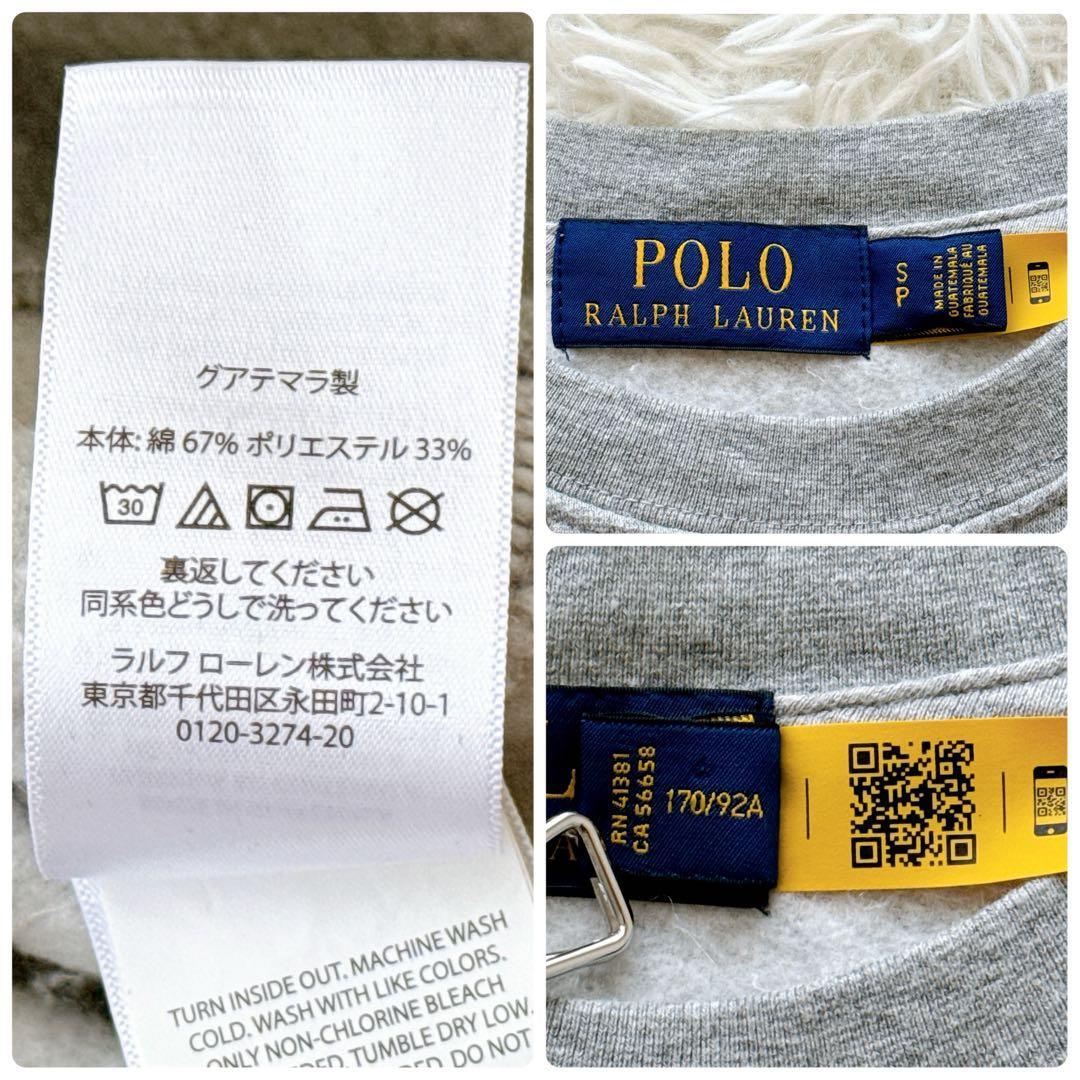 グアテマラ製
本体: 綿 67% ポリエステル 33%
30
裏返してください
同系色どうしで洗ってください
ラルフ ローレン株式会社
東京都千代田区永田町2-10-1
0120-3274-20
TURN INSIDE OUT. MACHINE WASH
COLD. WASH WITH LIKE COLORS.
ONLY NON-CHLORINE BLEACH
TUMBLE DRY LOW.
DO NOT
POLO
RALPH LAUREN
S
P
MADE IN
GUATEMALA
FABRIQUÉ AU
GUATEMALA
L
A
RN 41381
CA 56658
170/92A